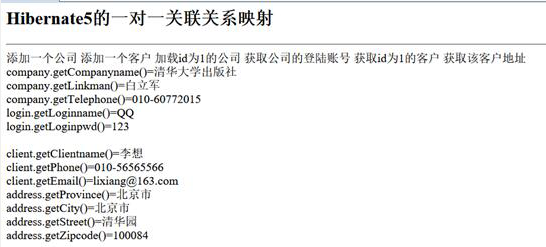 Hibernate5的一对一关联关系映射
添加一个公司 添加一个客户 加载id为1的公司 获取公司的登陆账号 获取id为1的客户 获取该客户地址
company.getCompanyname()=清华大学出版社
company.getLinkman()=白立军
company.getTelephone()=010-60772015
login.getLoginname()=QQ
login.getLoginpwd()=123
client.getClientname()=李想
client.getPhone()=010-56565566
client.getEmail()=lixiang@163.com
address.getProvince()=北京市
address.getCity()=北京市
address.getStreet()=清华园
address.getZipcode()=100084